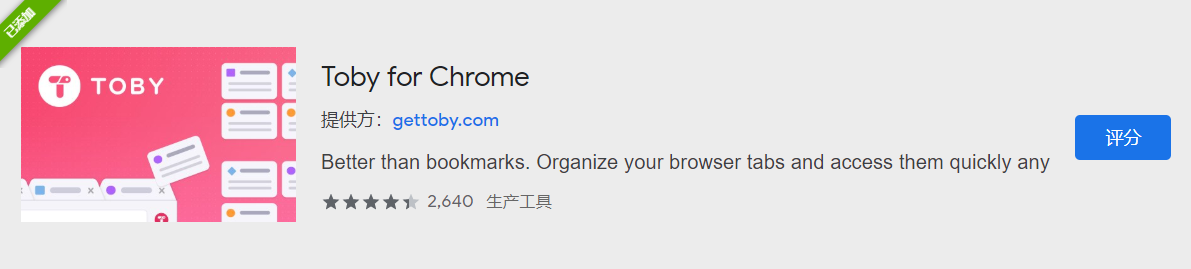 已添加
TOBY
Toby for Chrome
提供方：gettoby.com
评分
Better than bookmarks. Organize your browser tabs and access them quickly any
2,640 生产工具